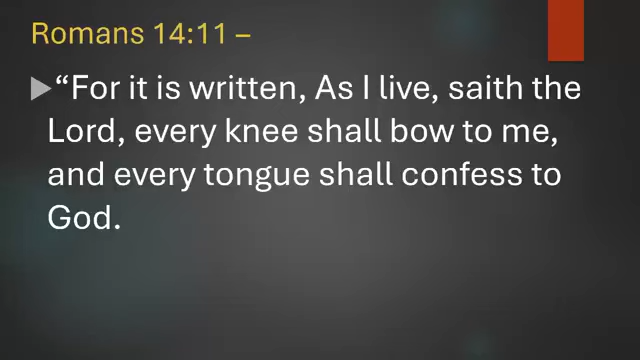 Romans 14:11 –
“For it is written, As I live, saith the
Lord, every knee shall bow to me,
and every tongue shall confess to
God.